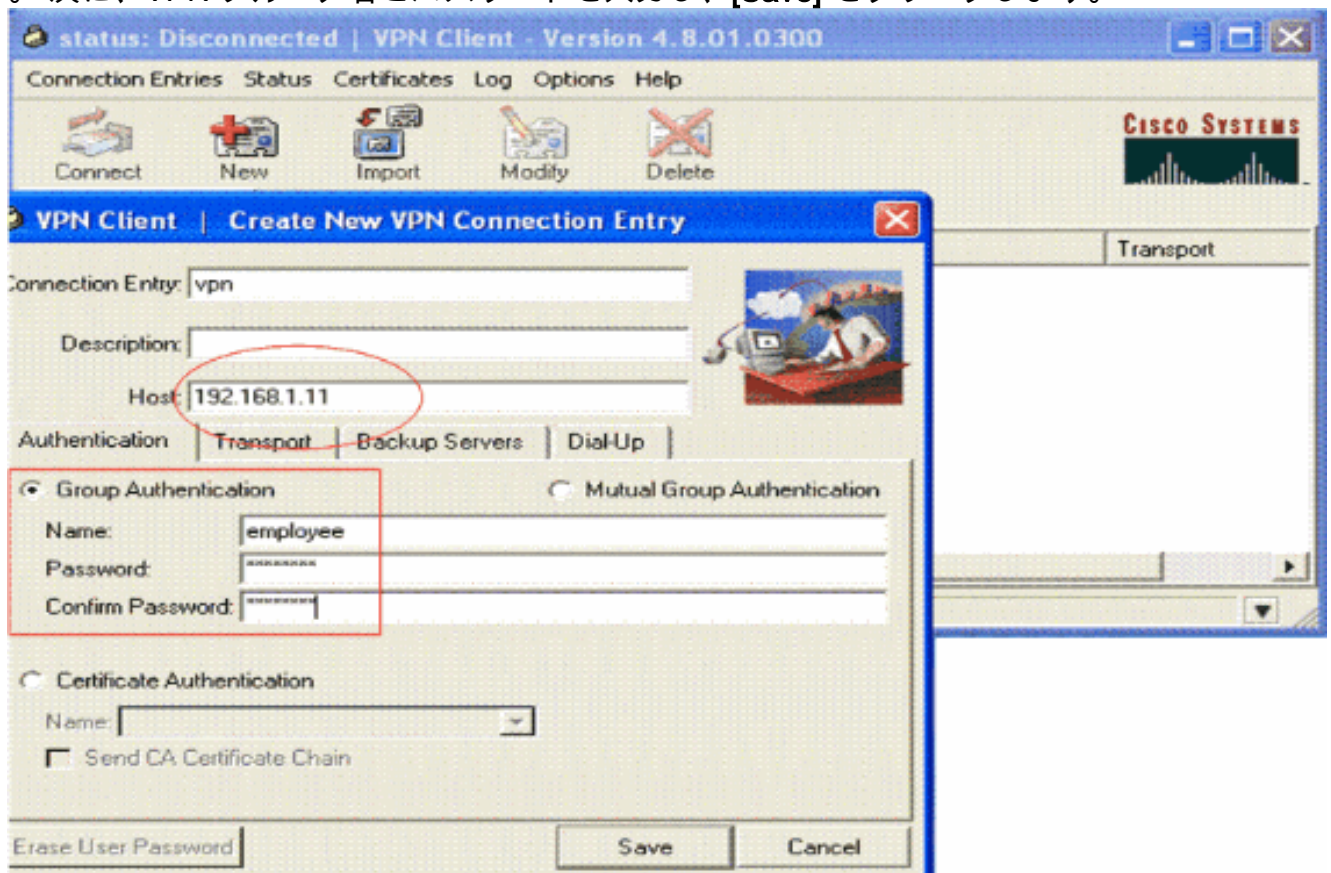 [Save]
status: Disconnected | VPN Client - Version 4.8.01.0300
Connection Entries Status Certificates Log Options Help
Connect New Import Modify Delete
CISCO SYSTEMS
VPN Client | Create New VPN Connection Entry
Transport
Connection Entry: vpn
Description:
Host: 192.168.1.11
Authentication Transport Backup Servers Dial-Up
Group Authentication Mutual Group Authentication
Name: employee
Password: ********
Confirm Password: ********
Certificate Authentication
Name:
Send CA Certificate Chain
Erase User Password Save Cancel